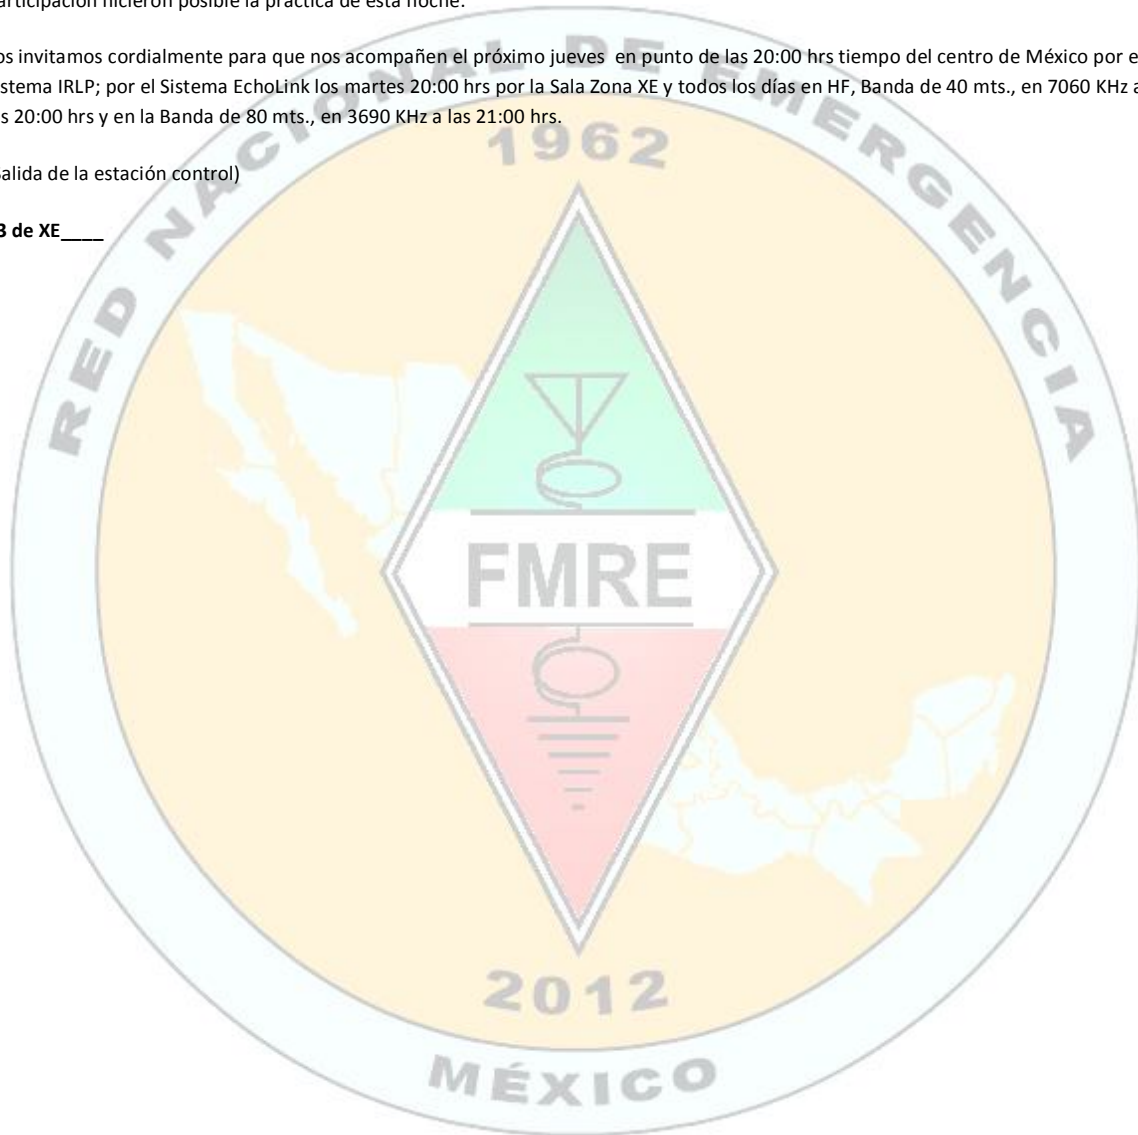 articipación hicieron posible la práctica de esta noche.
os invitamos cordialmente para que nos acompañen el próximo jueves en punto de las 20:00 hrs tiempo del centro de México por e
stema IRLP; por el Sistema EchoLink los martes 20:00 hrs por la Sala Zona XE y todos los días en HF, Banda de 40 mts., en 7060 KHz a
s 20:00 hrs y en la Banda de 80 mts., en 3690 KHz a las 21:00 hrs.
alida de la estación control)
3 de XE____
RED NACIONAL DE EMERGENCIA
1962
FMRE
2012
MÉXICO